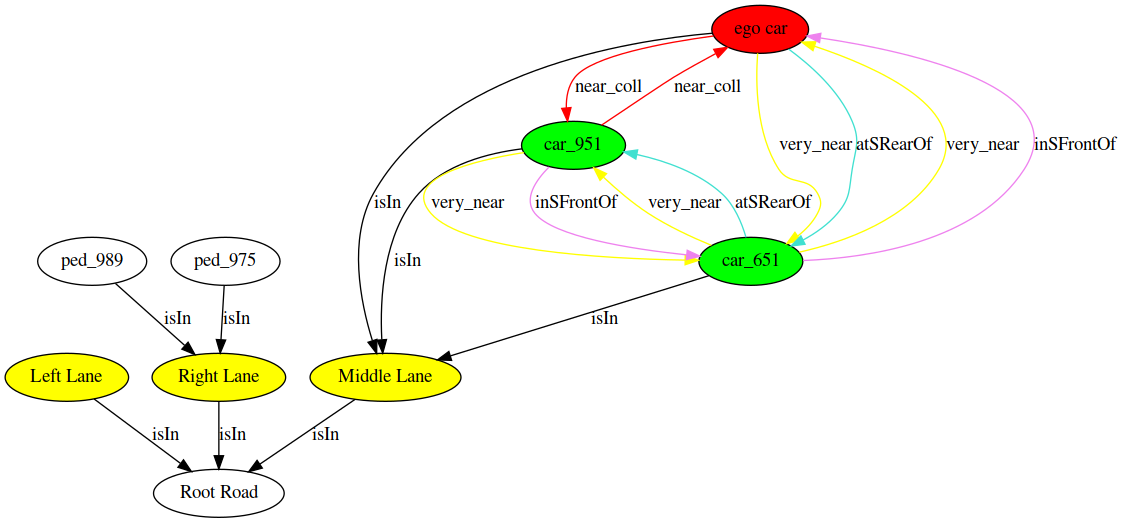 ego car
near_coll
near_coll
car_951
very_near
atSRearOf
very_near
inSFrontOf
isIn
very_near
inSFrontOf
very_near
atSRearOf
isIn
ped_989
ped_975
car_651
isIn
isIn
isIn
Left Lane
Right Lane
Middle Lane
isIn
isIn
isIn
Root Road